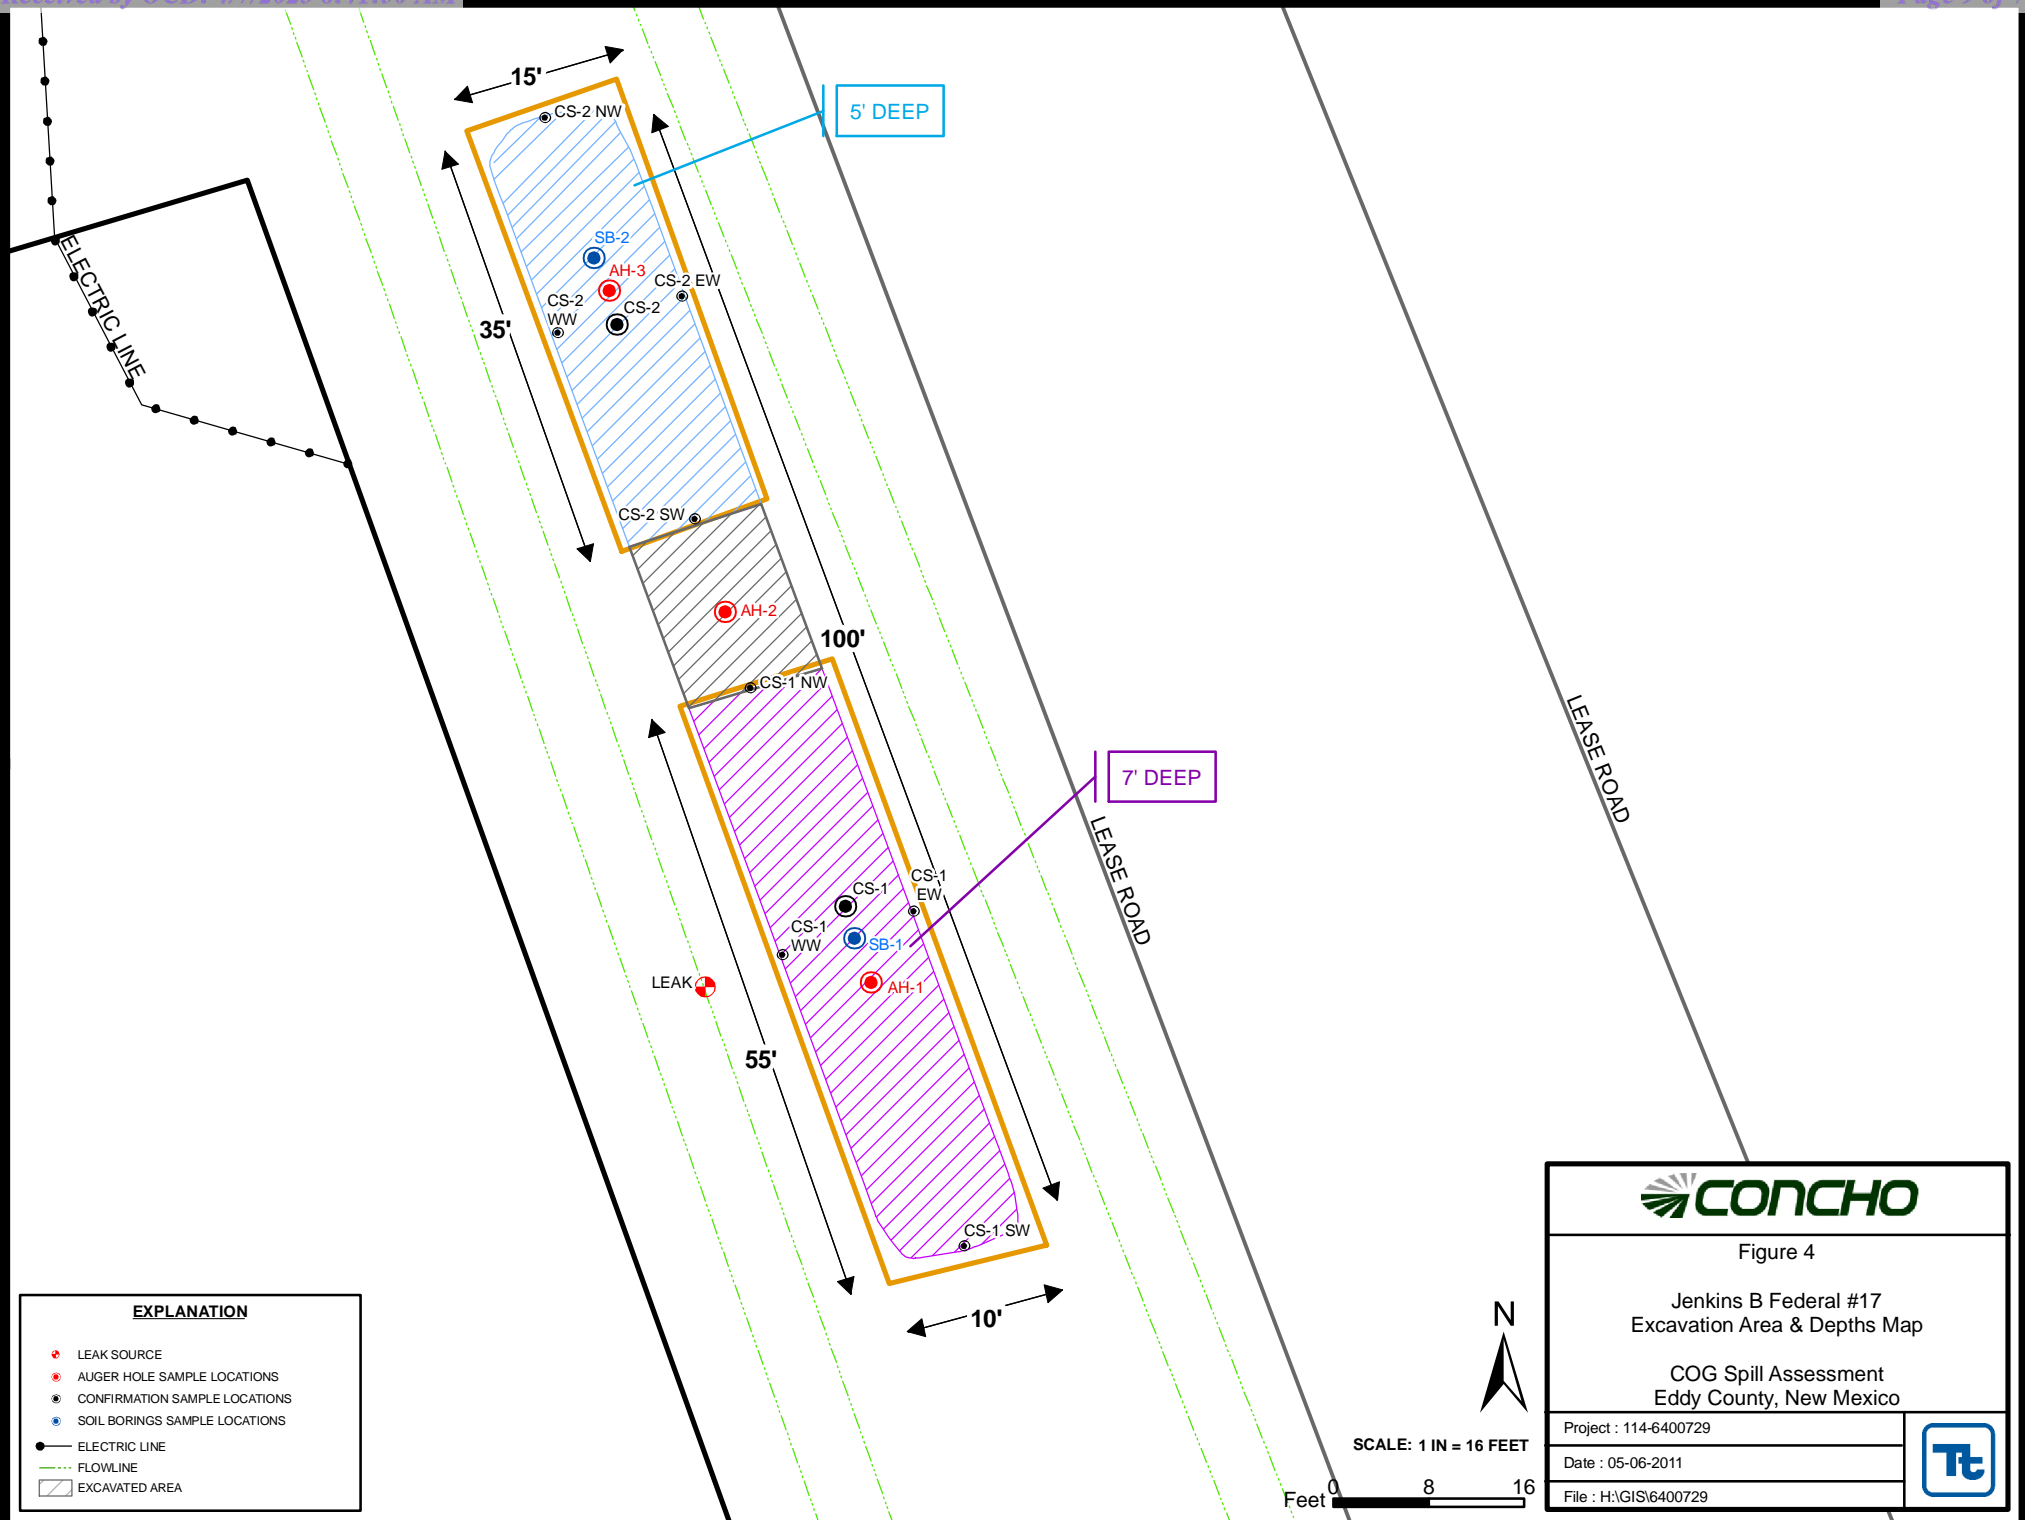 15'
CS-2 NW
5' DEEP
SB-2
AH-3
CS-2 EW
CS-2
WW
CS-2
35'
CS-2 SW
ELECTRIC LINE
AH-2
100'
CS-1 NW
7' DEEP
LEASE ROAD
LEASE ROAD
CS-1
EW
CS-1
CS-1
WW
SB-1
LEAK
AH-1
55'
CS-1 SW
10'
EXPLANATION
LEAK SOURCE
AUGER HOLE SAMPLE LOCATIONS
CONFIRMATION SAMPLE LOCATIONS
SOIL BORINGS SAMPLE LOCATIONS
ELECTRIC LINE
FLOWLINE
EXCAVATED AREA
N
SCALE: 1 IN = 16 FEET
Feet
0 8 16
CONCHO
Figure 4
Jenkins B Federal #17
Excavation Area & Depths Map
COG Spill Assessment
Eddy County, New Mexico
Project : 114-6400729
Date : 05-06-2011
File : H:\GIS\6400729
Tt